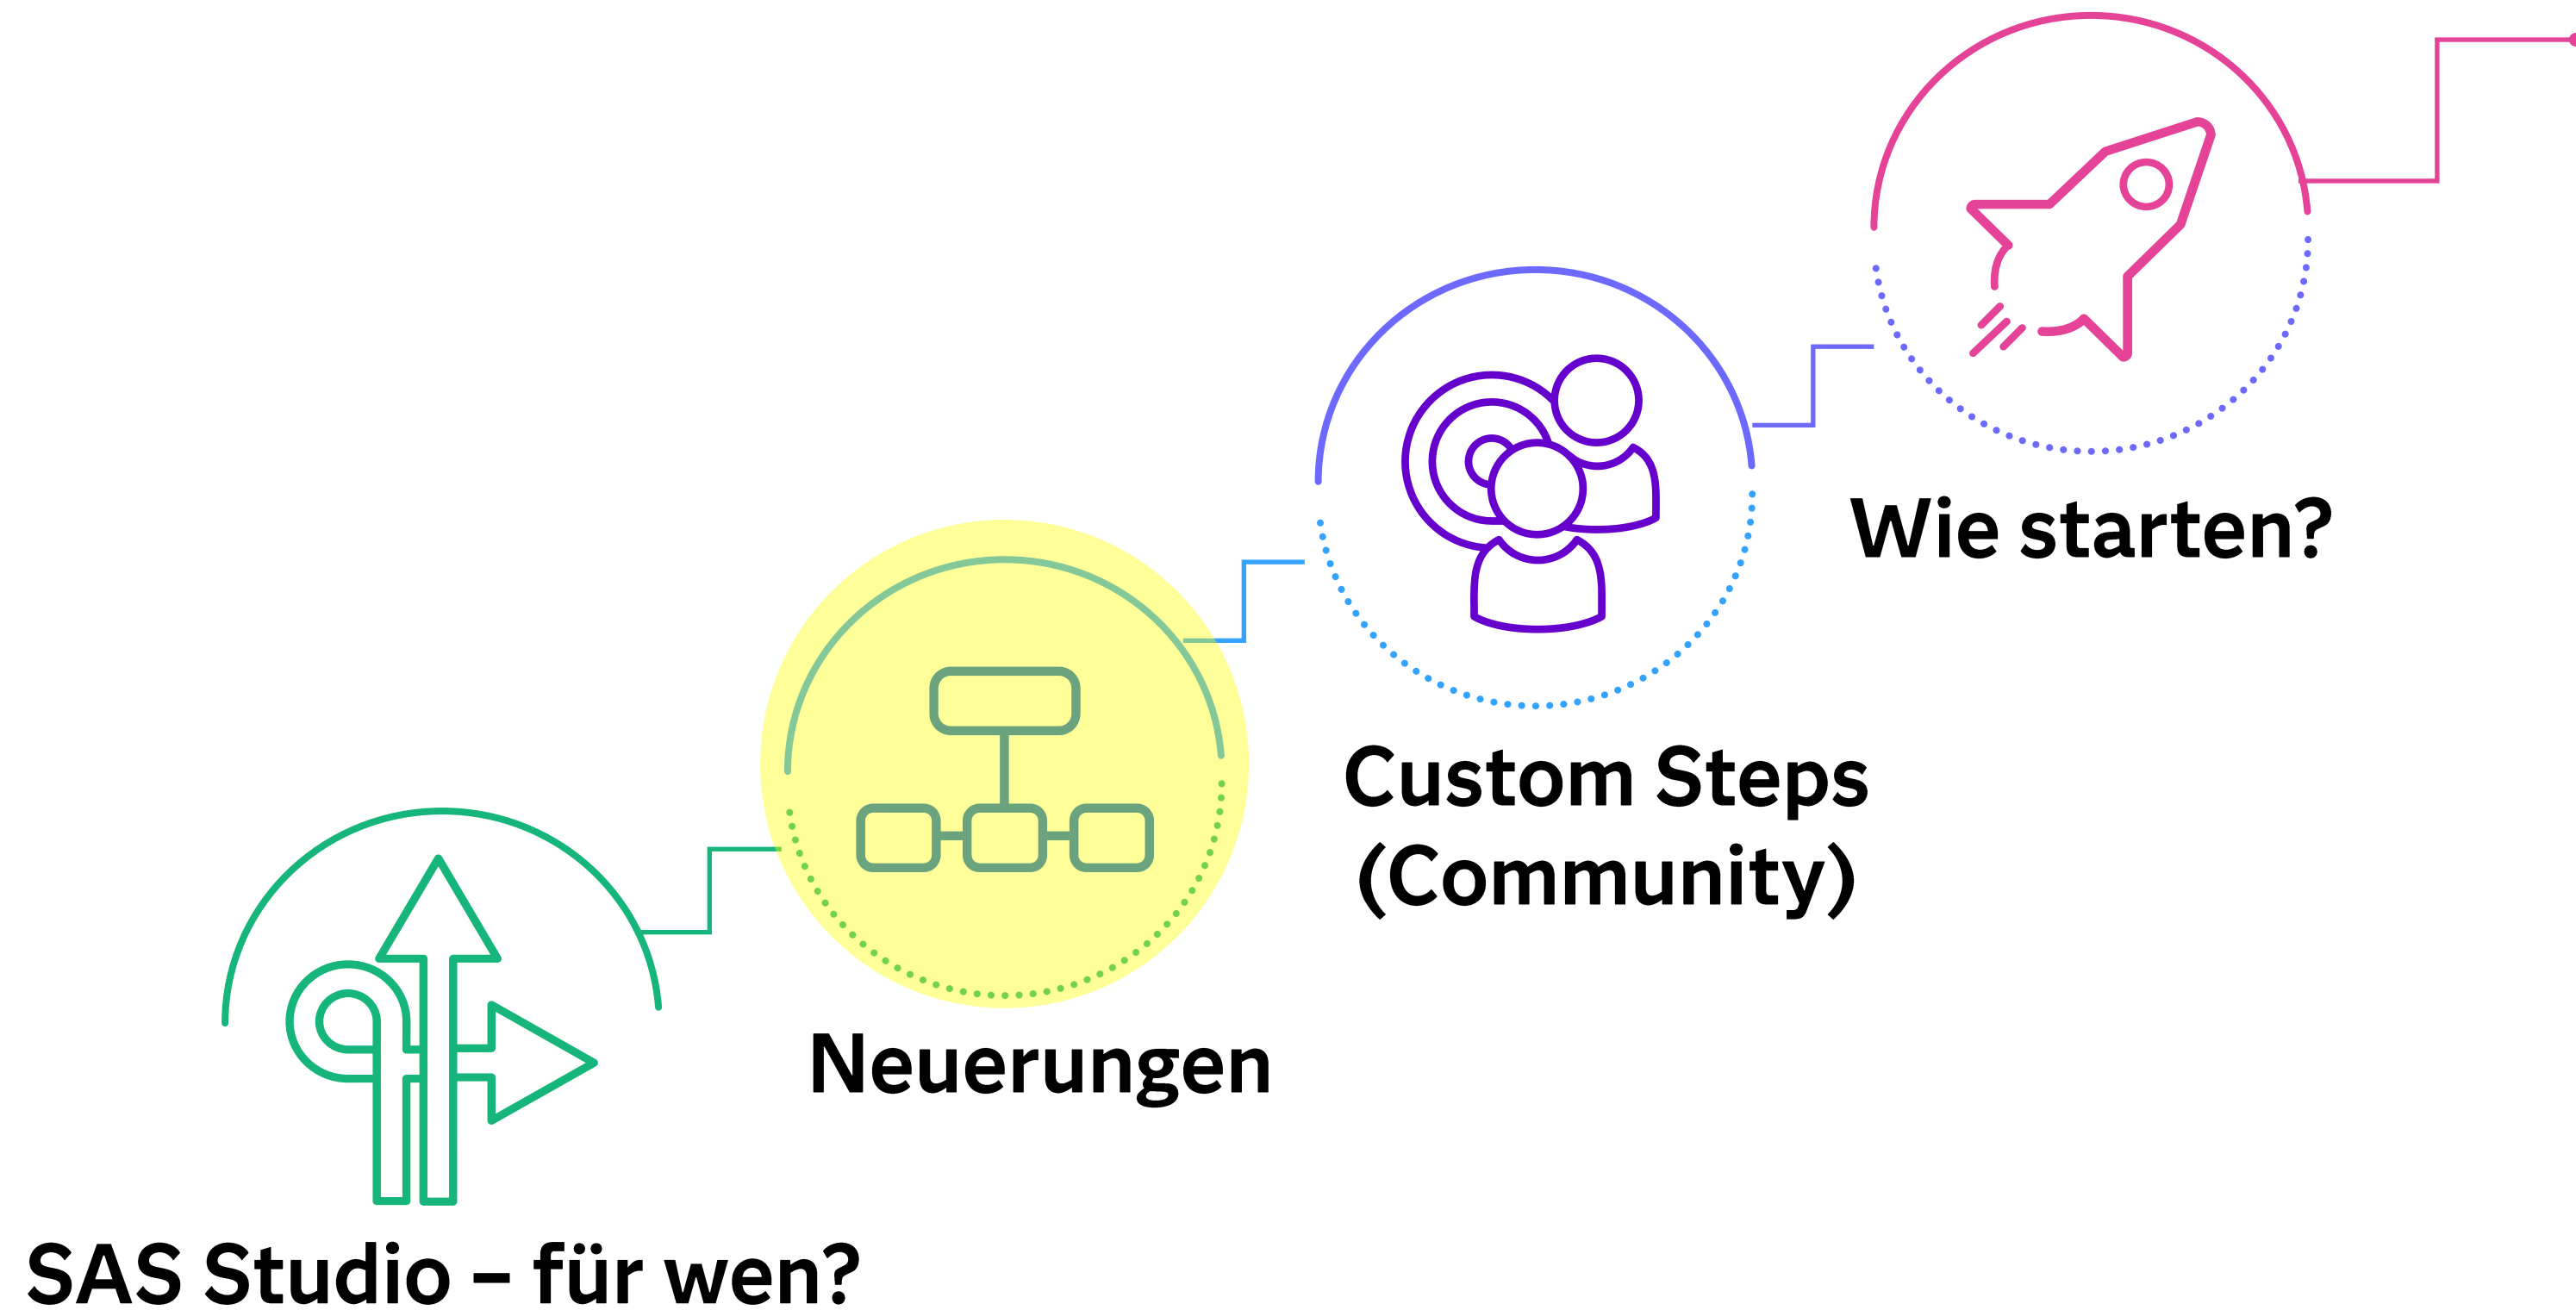 Wie starten?
Custom Steps
(Community)
Neuerungen
SAS Studio – für wen?